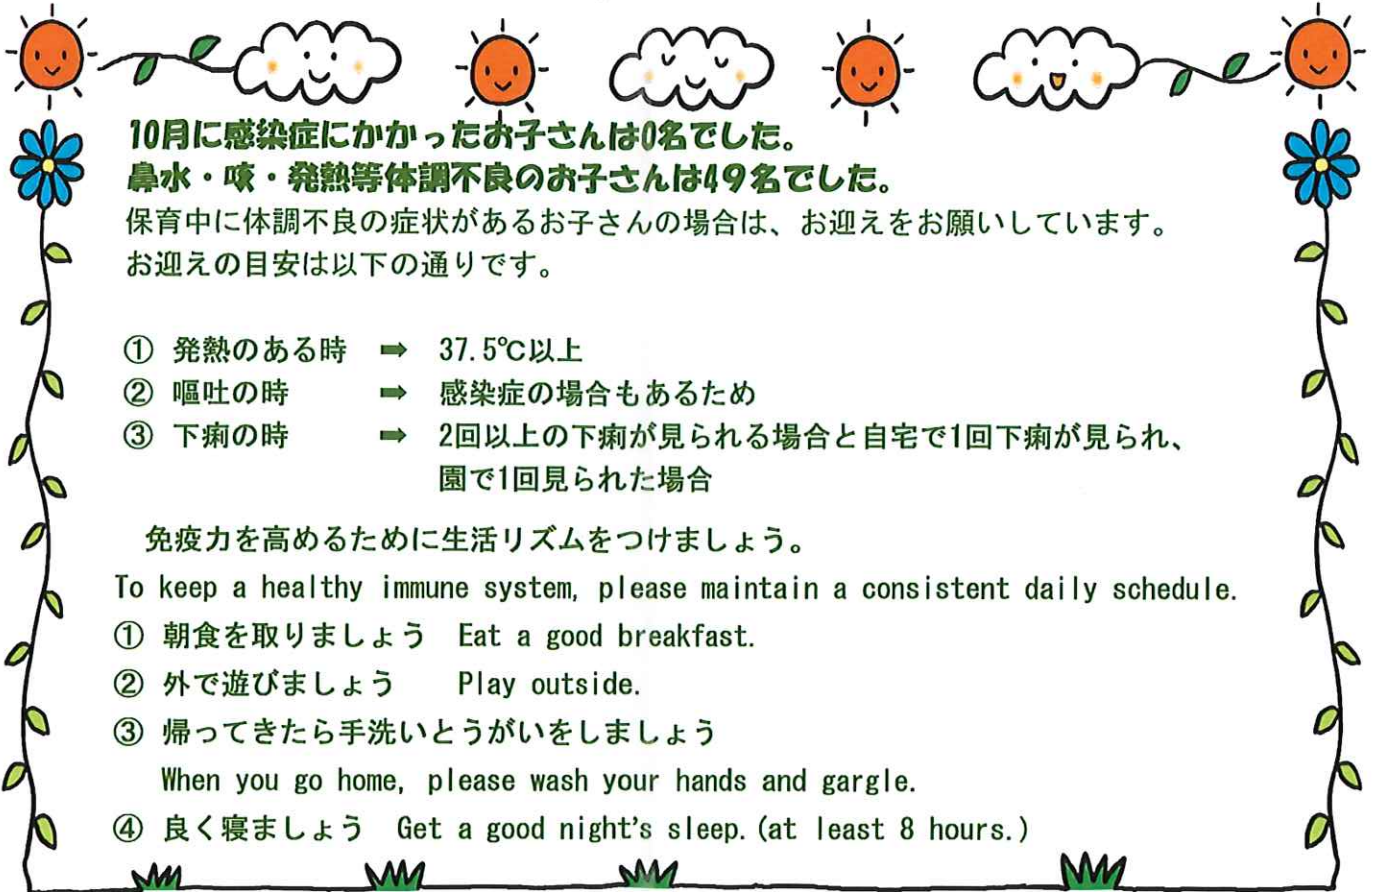 10月に感染症にかかったお子さんは0名でした。
鼻水・咳・発熱等体調不良のお子さんは49名でした。
保育中に体調不良の症状があるお子さんの場合は、お迎えをお願いしています。
お迎えの目安は以下の通りです。
① 発熱のある時 ➡ 37.5℃以上
② 嘔吐の時 ➡ 感染症の場合もあるため
③ 下痢の時 ➡ 2回以上の下痢が見られる場合と自宅で1回下痢が見られ、
園で1回見られた場合
免疫力を高めるために生活リズムをつけましょう。
To keep a healthy immune system, please maintain a consistent daily schedule.
① 朝食を取りましょう Eat a good breakfast.
② 外で遊びましょう Play outside.
③ 帰ってきたら手洗いとうがいをしましょう
When you go home, please wash your hands and gargle.
④ 良く寝ましょう Get a good night's sleep.(at least 8 hours.)